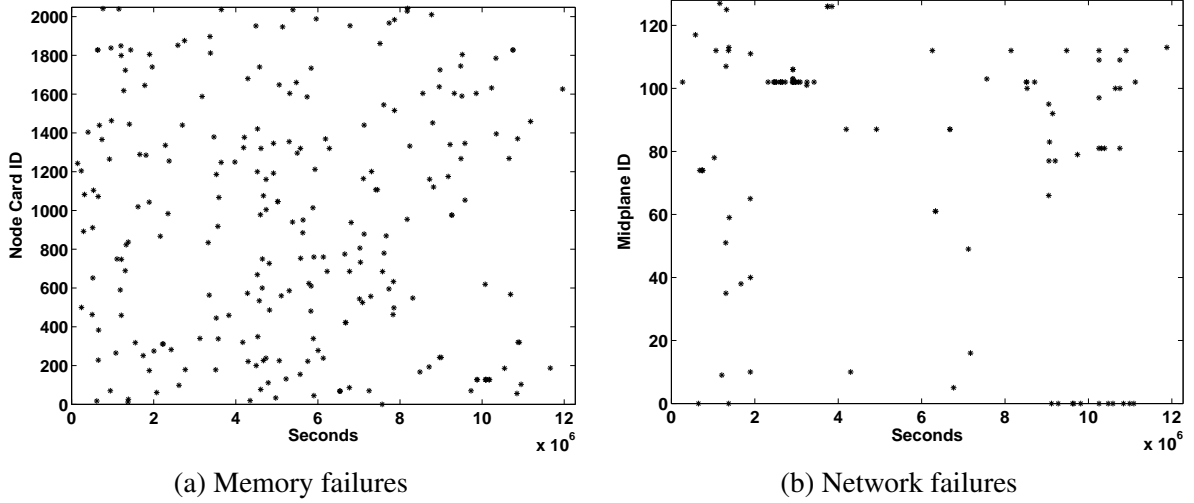 2000
1800
1600
1400
1200
1000
800
600
400
200
0
Node Card ID
0 2 4 6 8 10 12
Seconds
x 10^6
(a) Memory failures
120
100
80
60
40
20
0
Midplane ID
0 2 4 6 8 10 12
Seconds
x 10^6
(b) Network failures